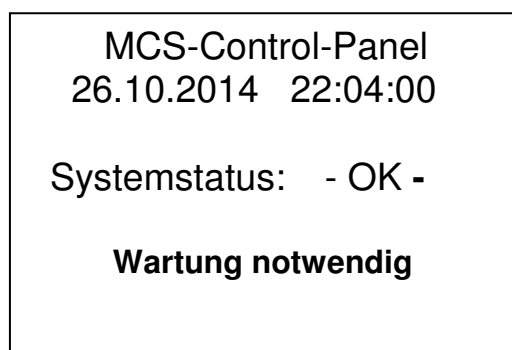 MCS-Control-Panel
26.10.2014 22:04:00
Systemstatus: - OK -
Wartung notwendig